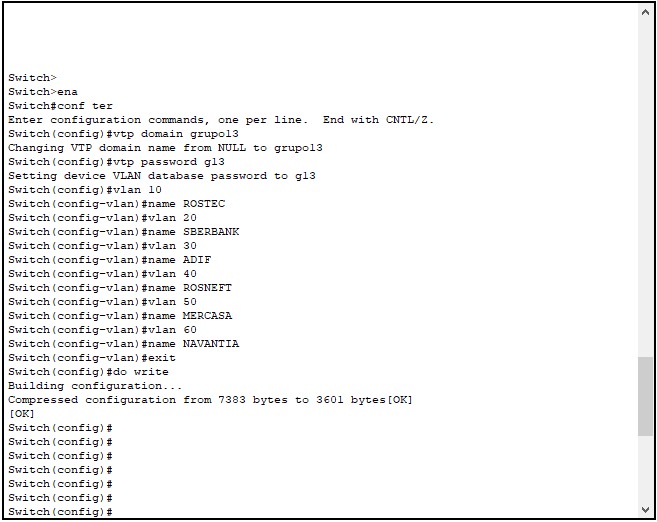 Switch>
Switch>ena
Switch#conf ter
Enter configuration commands, one per line.  End with CNTL/Z.
Switch(config)#vtp domain grupo13
Changing VTP domain name from NULL to grupo13
Switch(config)#vtp password g13
Setting device VLAN database password to g13
Switch(config)#vlan 10
Switch(config-vlan)#name ROSTEC
Switch(config-vlan)#vlan 20
Switch(config-vlan)#name SBERBANK
Switch(config-vlan)#vlan 30
Switch(config-vlan)#name ADIF
Switch(config-vlan)#vlan 40
Switch(config-vlan)#name ROSNEFT
Switch(config-vlan)#vlan 50
Switch(config-vlan)#name MERCASA
Switch(config-vlan)#vlan 60
Switch(config-vlan)#name NAVANTIA
Switch(config-vlan)#exit
Switch(config)#do write
Building configuration...
Compressed configuration from 7383 bytes to 3601 bytes[OK]
[OK]
Switch(config)#
Switch(config)#
Switch(config)#
Switch(config)#
Switch(config)#
Switch(config)#
Switch(config)#